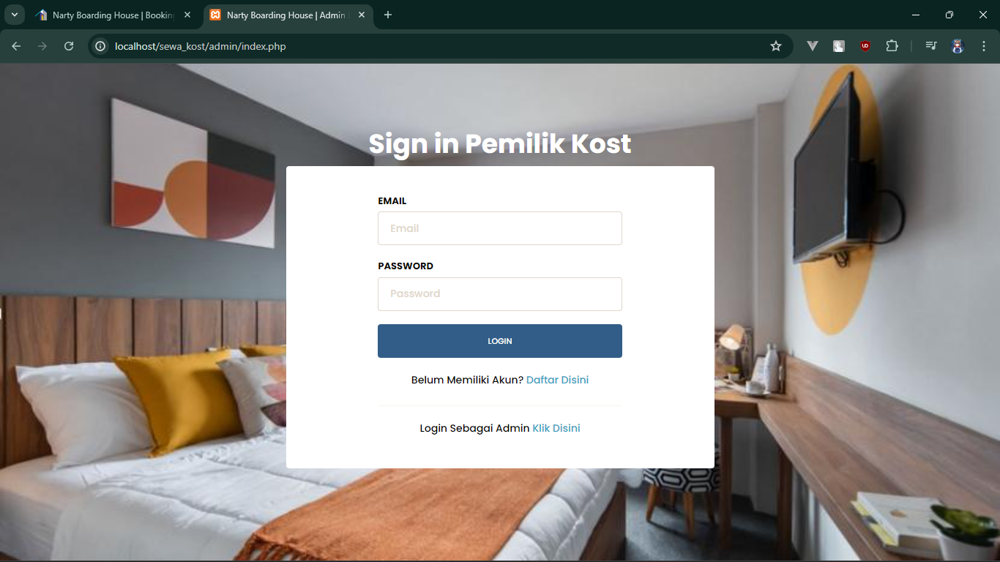 Narty Boarding House | Bookin
Narty Boarding House | Admin
localhost/sewa_kost/admin/index.php
Sign in Pemilik Kost
EMAIL
Email
PASSWORD
Password
LOGIN
Belum Memiliki Akun? Daftar Disini
Login Sebagai Admin Klik Disini